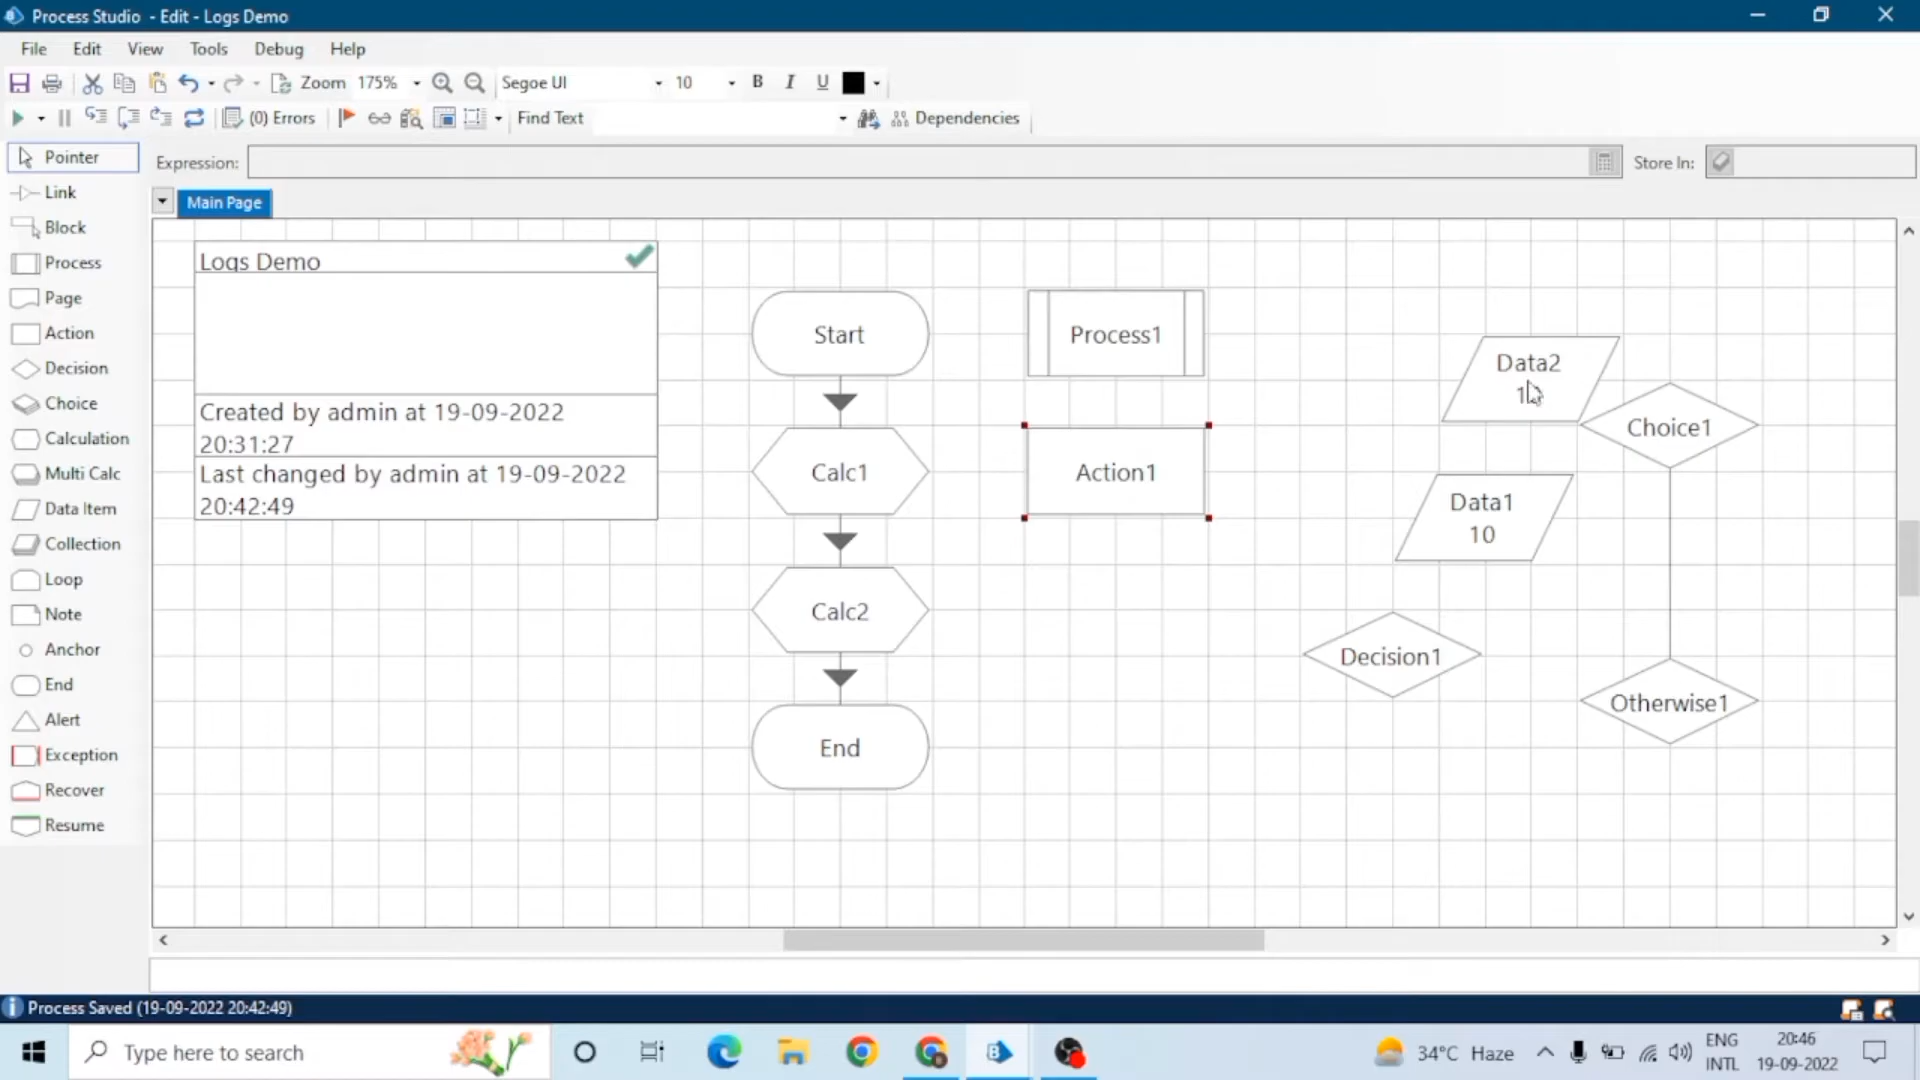 Process Studio - Edit - Logs Demo
File Edit View Tools Debug Help
Zoom 175% Segoe UI 10 B I U
(0) Errors Find Text Dependencies
Pointer
Expression:
Store In:
Link
Main Page
Block
Process
Page
Action
Decision
Choice
Calculation
Multi Calc
Data Item
Collection
Loop
Note
Anchor
End
Alert
Exception
Recover
Resume
Logs Demo
Created by admin at 19-09-2022
20:31:27
Last changed by admin at 19-09-2022
20:42:49
Start
Calc1
Calc2
End
Process1
Action1
Data2
Data1
10
Decision1
Choice1
Otherwise1
Process Saved (19-09-2022 20:42:49)
Type here to search
34°C Haze
ENG
INTL
20:46
19-09-2022